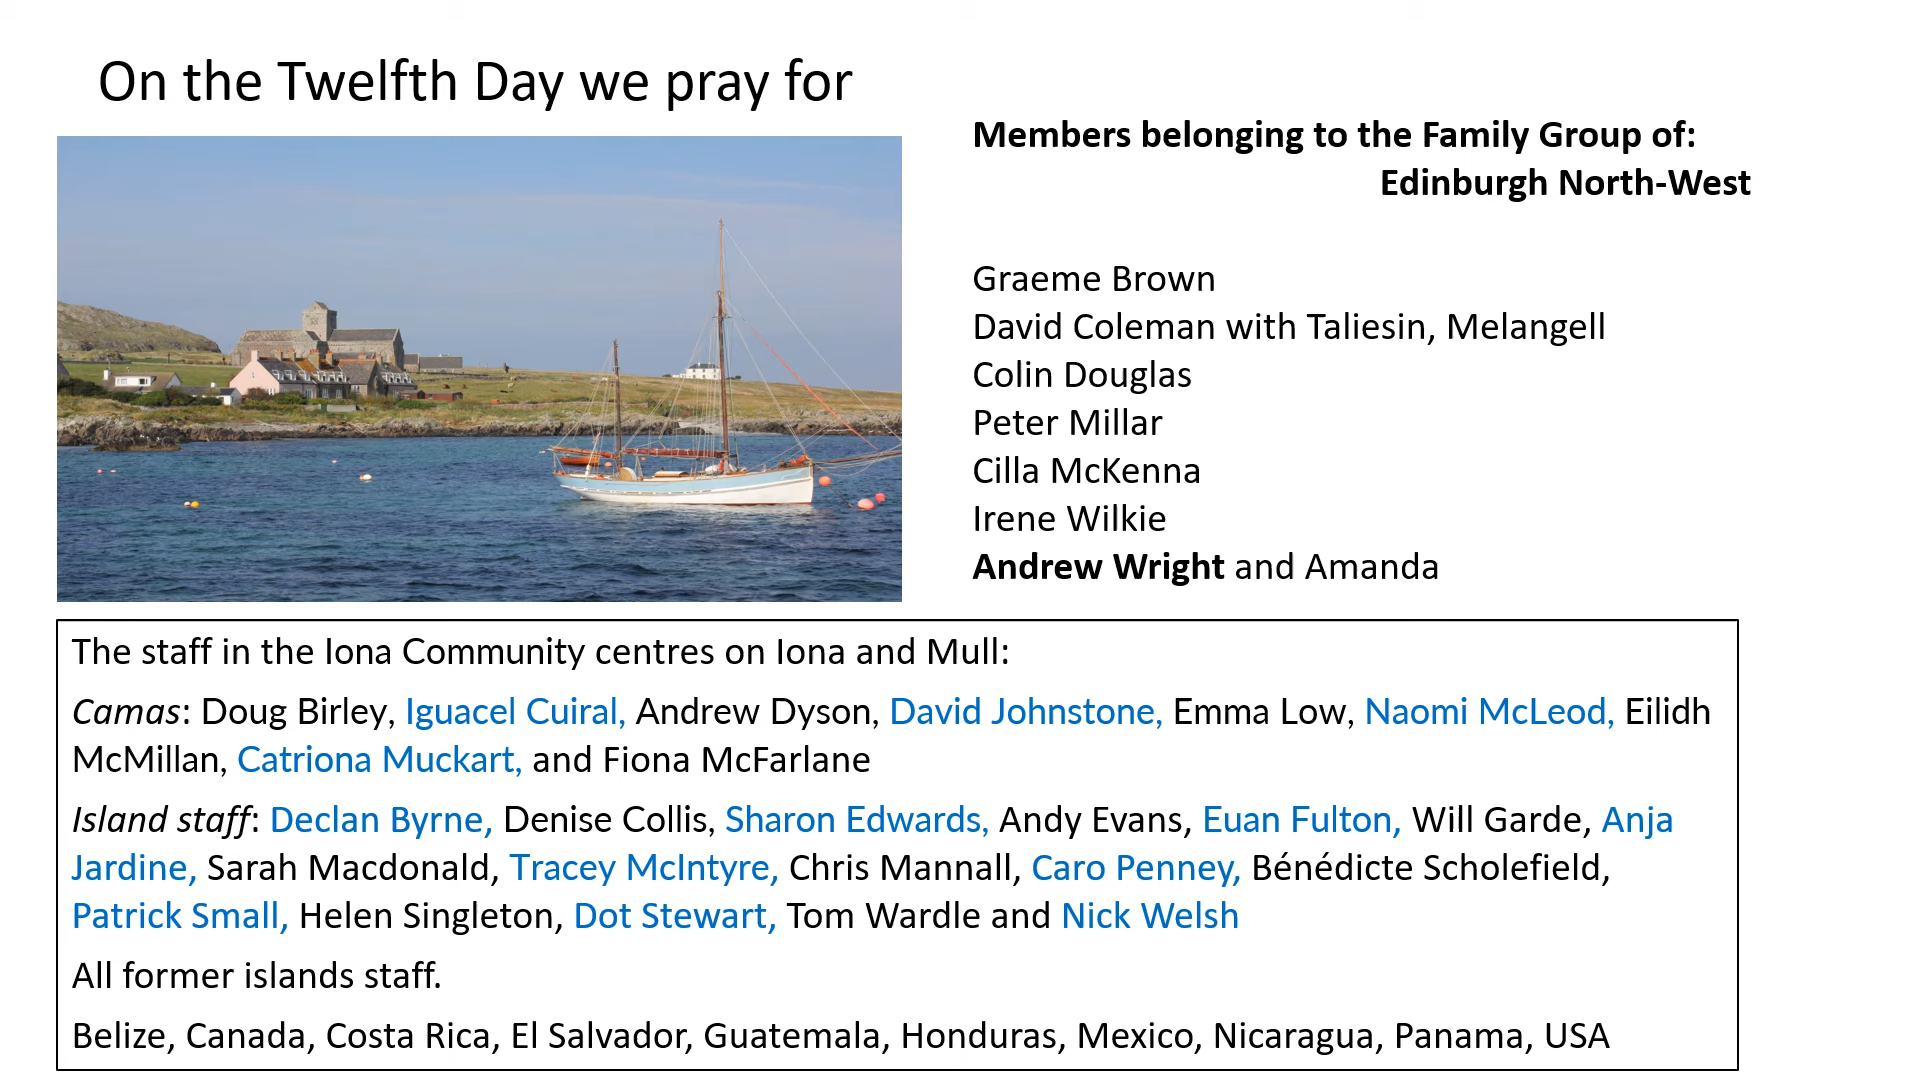 On the Twelfth Day we pray for
Members belonging to the Family Group of:
Edinburgh North-West
Graeme Brown
David Coleman with Taliesin, Melangell
Colin Douglas
Peter Millar
Cilla McKenna
Irene Wilkie
Andrew Wright and Amanda
The staff in the Iona Community centres on Iona and Mull:
Camas: Doug Birley, Iguacel Cuiral, Andrew Dyson, David Johnstone, Emma Low, Naomi McLeod, Eilidh
McMillan, Catriona Muckart, and Fiona McFarlane
Island staff: Declan Byrne, Denise Collis, Sharon Edwards, Andy Evans, Euan Fulton, Will Garde, Anja
Jardine, Sarah Macdonald, Tracey McIntyre, Chris Mannall, Caro Penney, Bénédicte Scholefield,
Patrick Small, Helen Singleton, Dot Stewart, Tom Wardle and Nick Welsh
All former islands staff.
Belize, Canada, Costa Rica, El Salvador, Guatemala, Honduras, Mexico, Nicaragua, Panama, USA